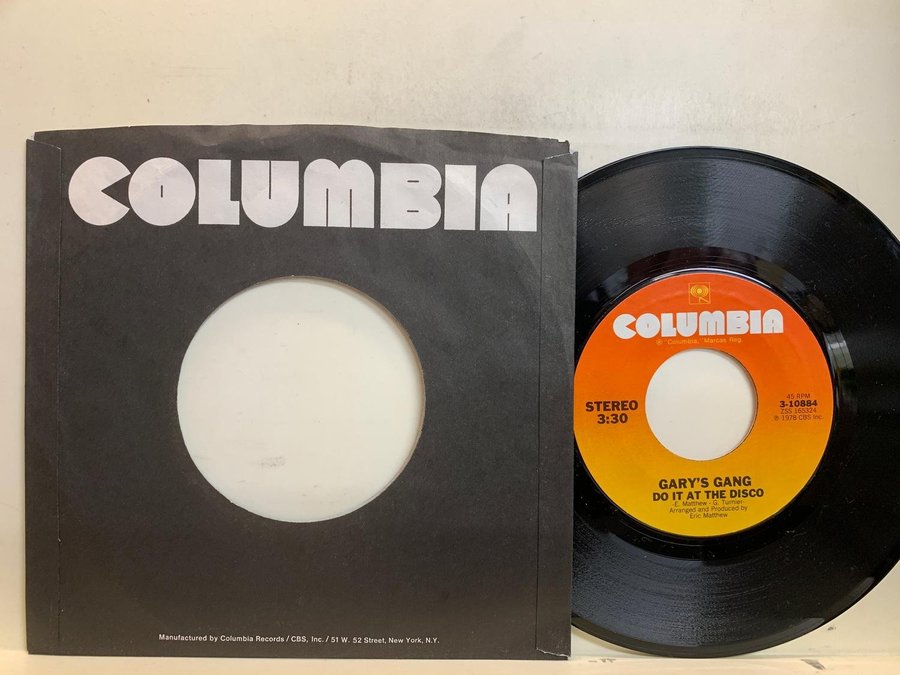 COLUMBIA
Manufactured by Columbia Records / CBS, Inc. / 51 W. 52 Street, New York, N.Y.
COLUMBIA
® "Columbia," Marcas Reg.
STEREO
3:30
45 RPM
3-10884
ZSS 165324
℗ 1978 CBS Inc.
GARY'S GANG
DO IT AT THE DISCO
-E. Matthew - G. Turnier-
Arranged and Produced by
Eric Matthew